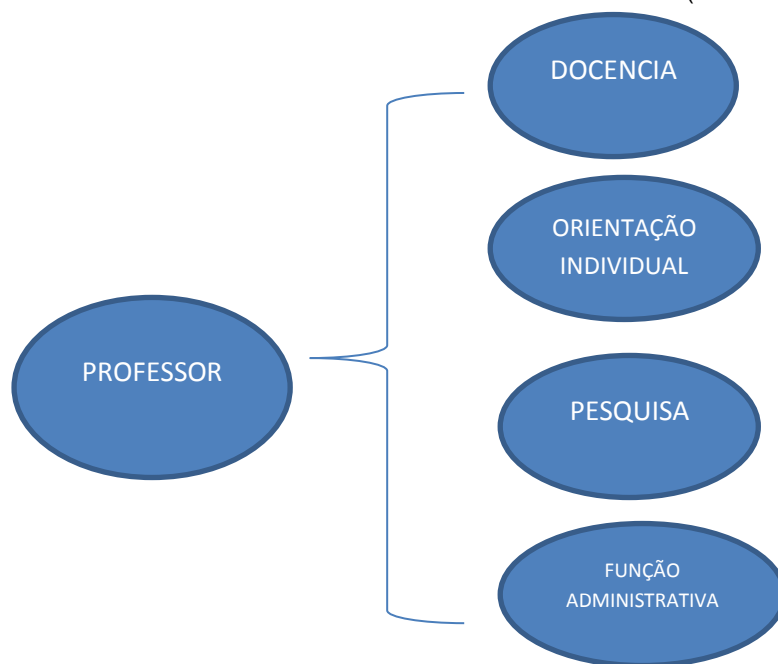 DOCENCIA
ORIENTAÇÃO
INDIVIDUAL
PROFESSOR
PESQUISA
FUNÇÃO
ADMINISTRATIVA